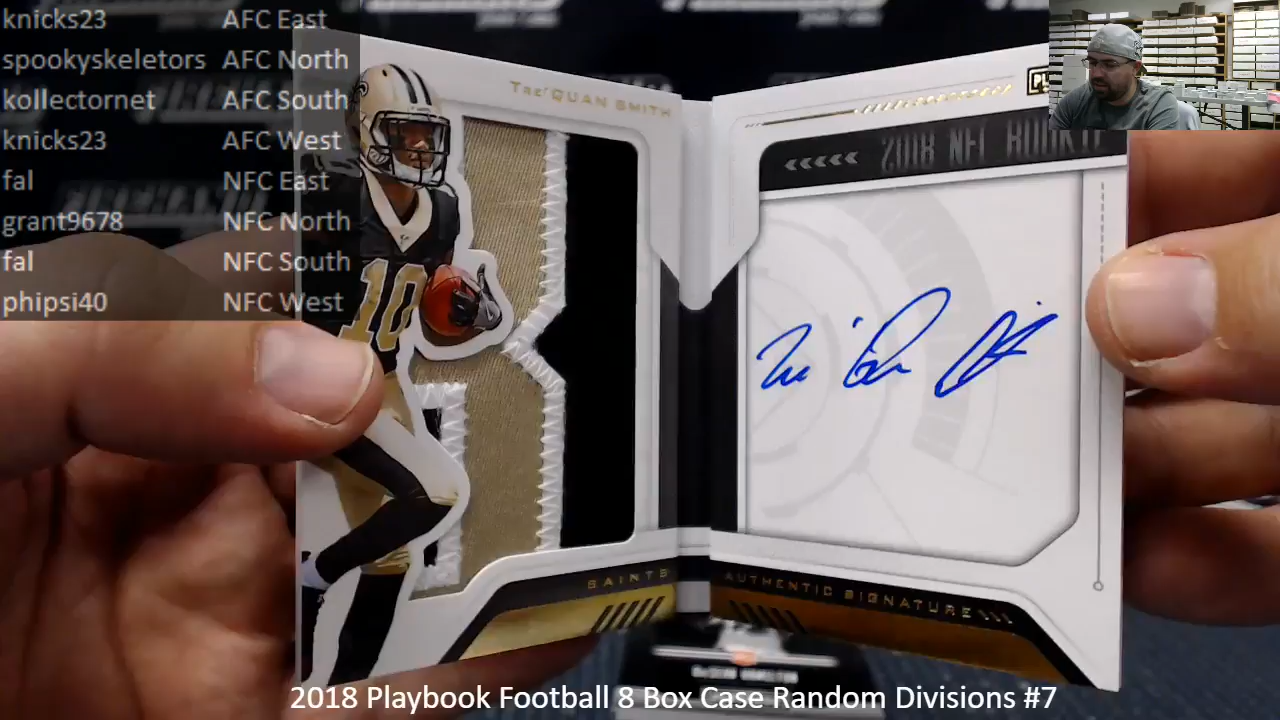 knicks23 AFC East
spookyskeletors AFC North
kollectornet AFC South
knicks23 AFC West
fal NFC East
grant9678 NFC North
fal NFC South
phipsi40 NFC West
TRE'QUAN SMITH
2018 NFL ROOKIE
10
SAINTS
AUTHENTIC SIGNATURE
2018 Playbook Football 8 Box Case Random Divisions #7